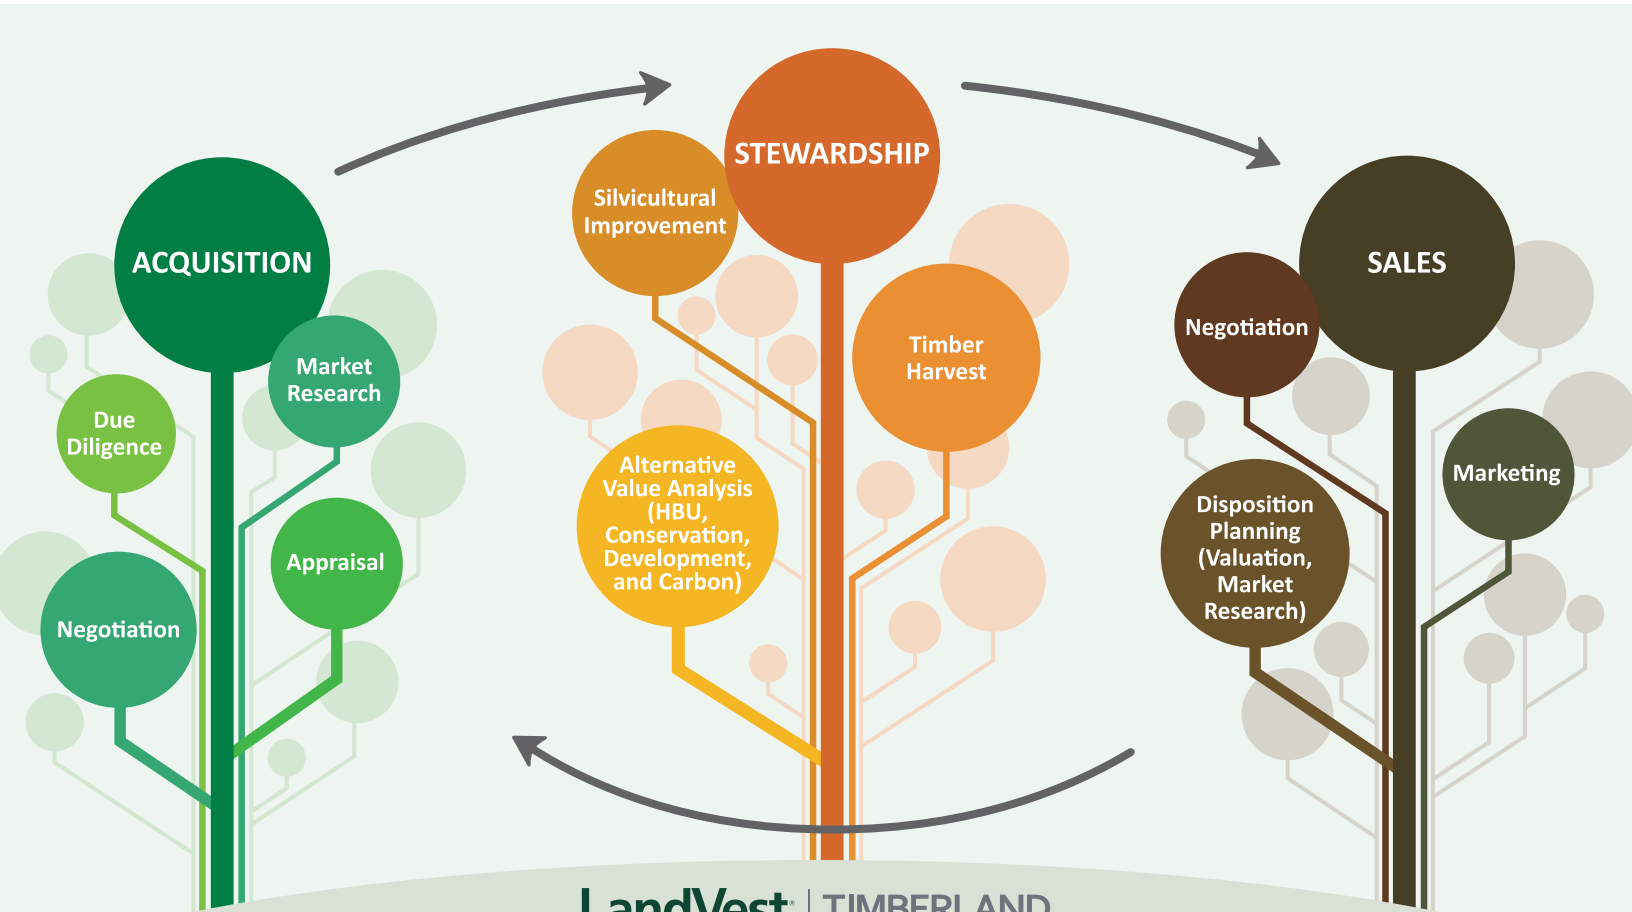 ACQUISITION
Market
Research
Due
Diligence
Appraisal
Negotiation
STEWARDSHIP
Silvicultural
Improvement
Timber
Harvest
Alternative
Value Analysis
(HBU,
Conservation,
Development,
and Carbon)
SALES
Negotiation
Marketing
Disposition
Planning
(Valuation,
Market
Research)
LandVest® | TIMBERLAND